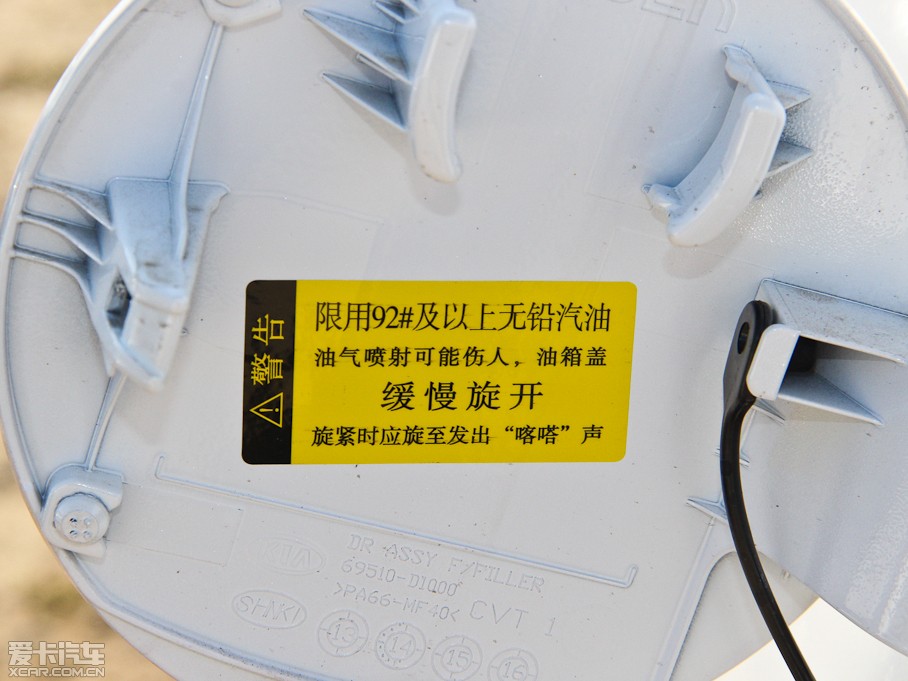 警告
限用92#及以上无铅汽油
油气喷射可能伤人，油箱盖
缓慢旋开
旋紧时应旋至发出“喀嗒”声
KIA
DR ASSY F/FILLER
69510-D1000
>PA66-MF40<
CVT 1
13 14 15 16
爱卡汽车
XCAR.COM.CN